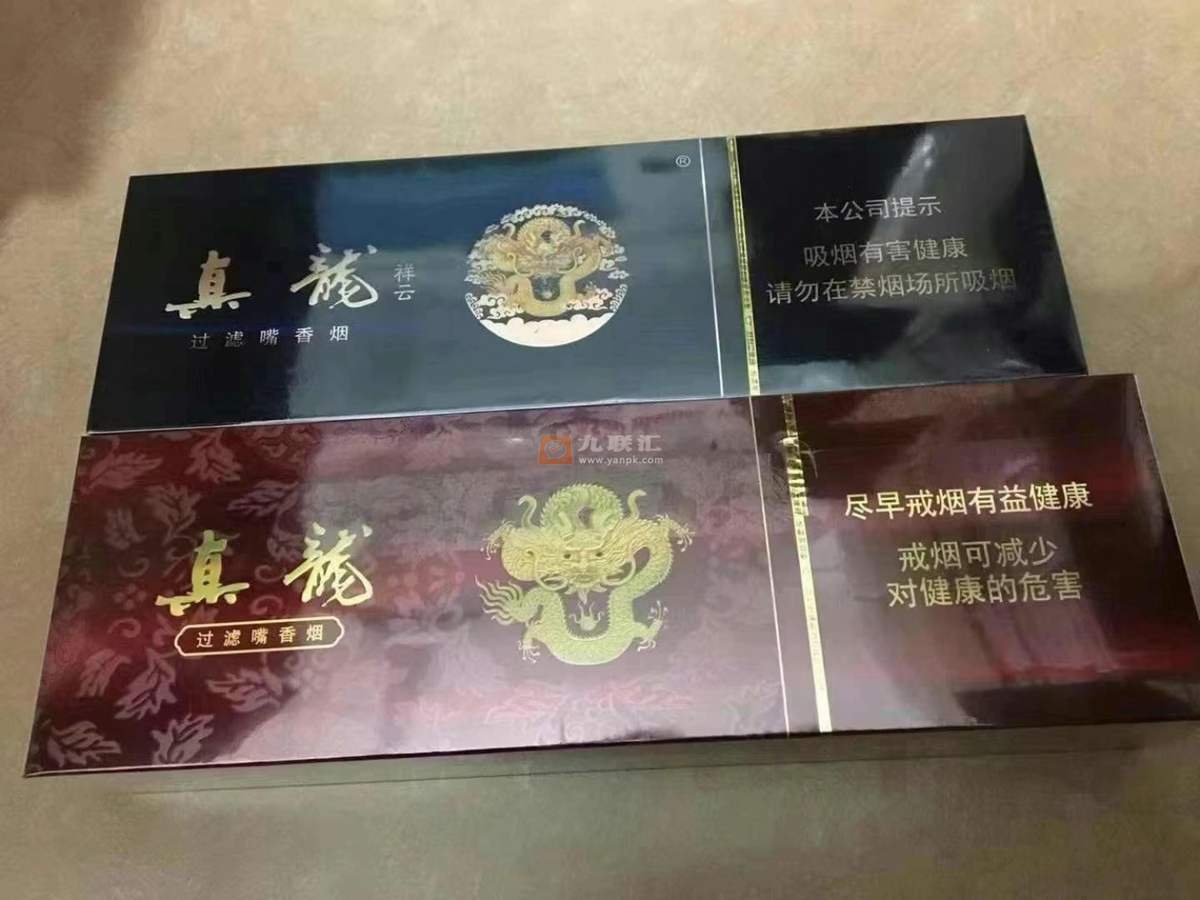 ®
真龍
祥云
过滤嘴香烟
本公司提示
吸烟有害健康
请勿在禁烟场所吸烟
九联汇
www.yanpk.com
真龍
过滤嘴香烟
尽早戒烟有益健康
戒烟可减少
对健康的危害